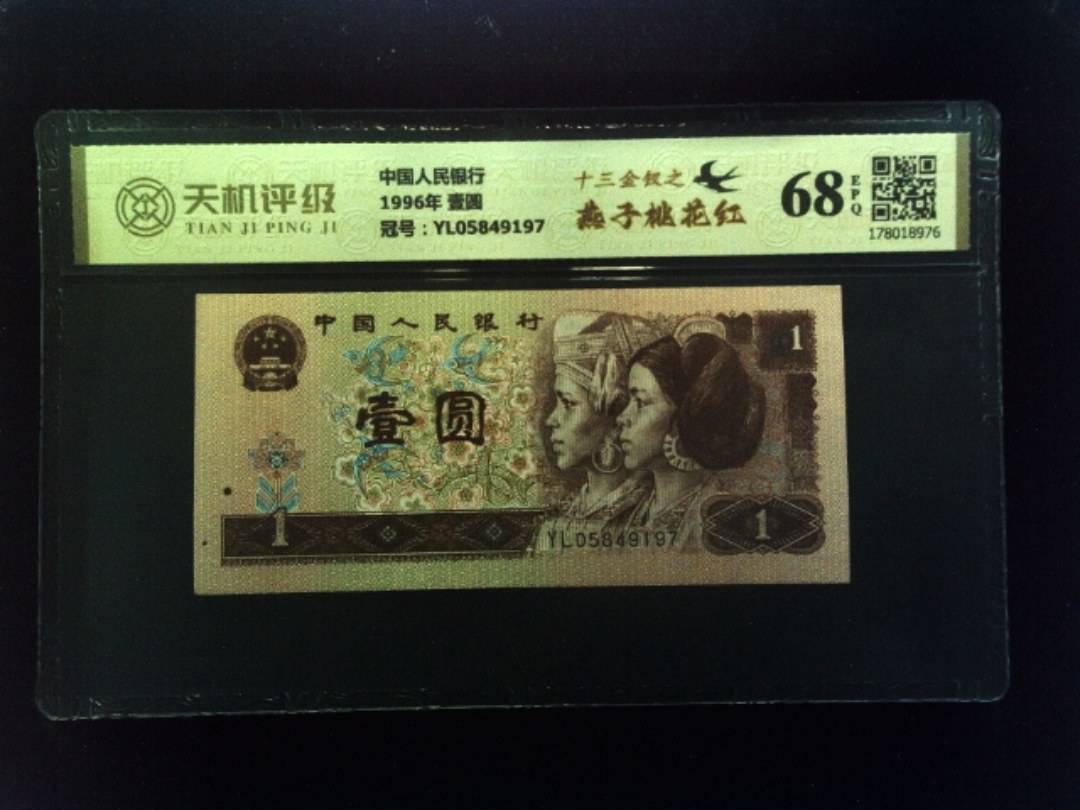 天机评级
TIAN JI PING JI
中国人民银行
1996年 壹圆
冠号：YL05849197
十三金钗之
燕子桃花红
68
EPQ
178018976
中国人民银行
1
壹圆
1
YL05849197
1